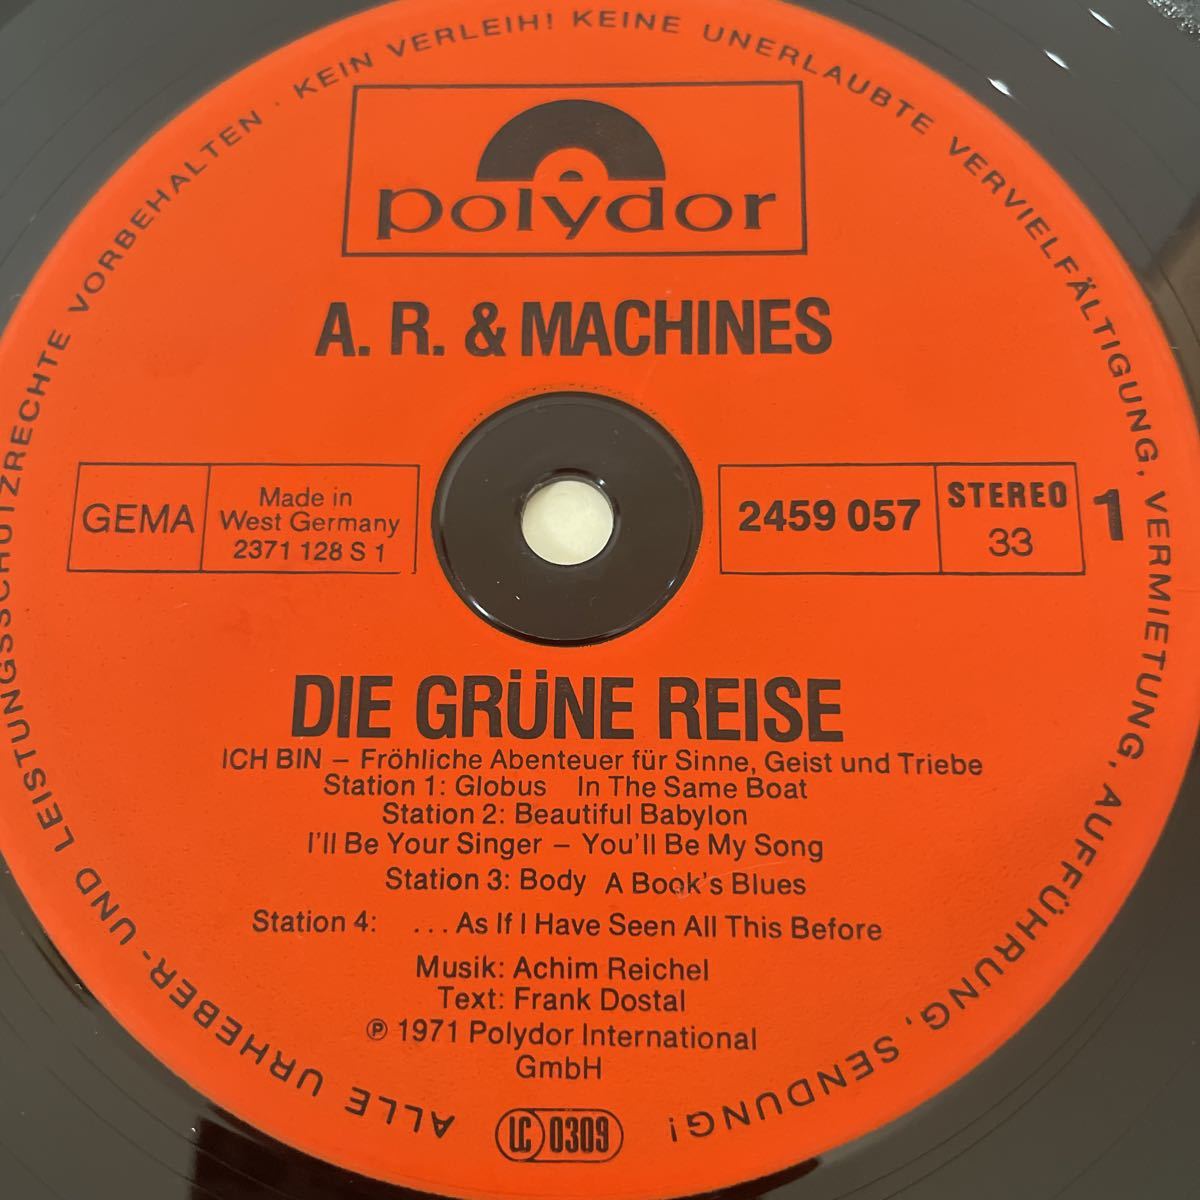 ALLE URHEBER- UND LEISTUNGSSCHUTZRECHTE VORBEHALTEN · KEIN VERLEIH! KEINE UNERLAUBTE VERVIELFÄLTIGUNG, VERMIETUNG, AUFFÜHRUNG, SENDUNG!
polydor
A. R. & MACHINES
GEMA
Made in
West Germany
2371 128 S 1
2459 057
STEREO
33
1
DIE GRÜNE REISE
ICH BIN – Fröhliche Abenteuer für Sinne, Geist und Triebe
Station 1: Globus In The Same Boat
Station 2: Beautiful Babylon
I'll Be Your Singer – You'll Be My Song
Station 3: Body A Book's Blues
Station 4: ... As If I Have Seen All This Before
Musik: Achim Reichel
Text: Frank Dostal
℗ 1971 Polydor International
GmbH
LC 0309